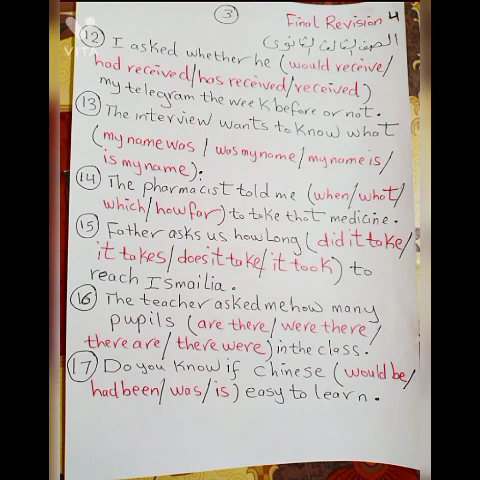 3
Final Revision 4
الصف الثالث الثانوى
12 I asked whether he (would receive/
had received/has received/received)
my telegram the week before or not.
13 The interview wants to know what
(my name was / was my name / my name is /
is my name).
14 The pharmacist told me (when/what/
which/how far) to take that medicine.
15 Father asks us how long (did it take/
it takes/does it take/it took) to
reach Ismailia.
16 The teacher asked me how many
pupils (are there/were there/
there are/there were) in the class.
17 Do you know if Chinese (would be/
had been/was/is) easy to learn.